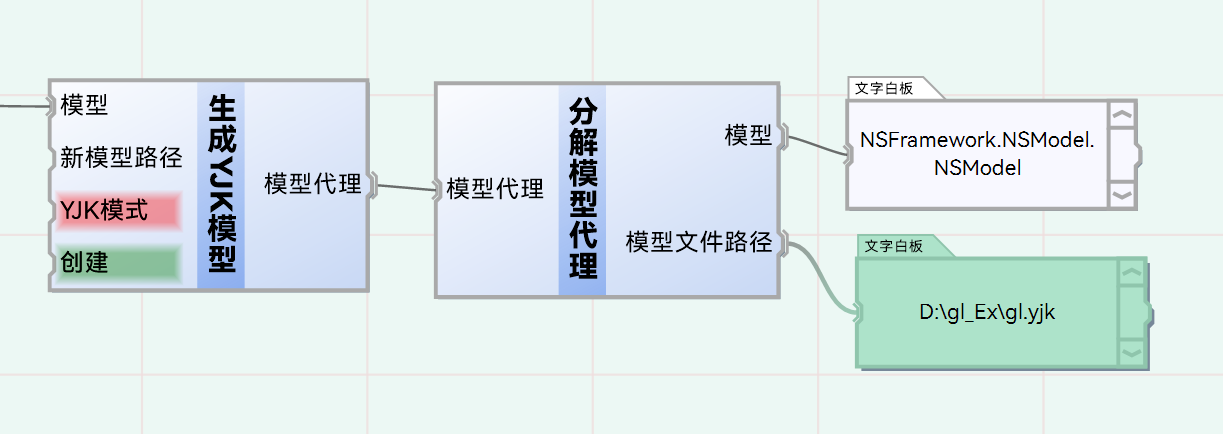 模型
新模型路径
YJK模式
创建
生成YJK模型
模型代理
模型代理
分解模型代理
模型
模型文件路径
文字白板
NSFramework.NSModel.
NSModel
文字白板
D:\gl_Ex\gl.yjk